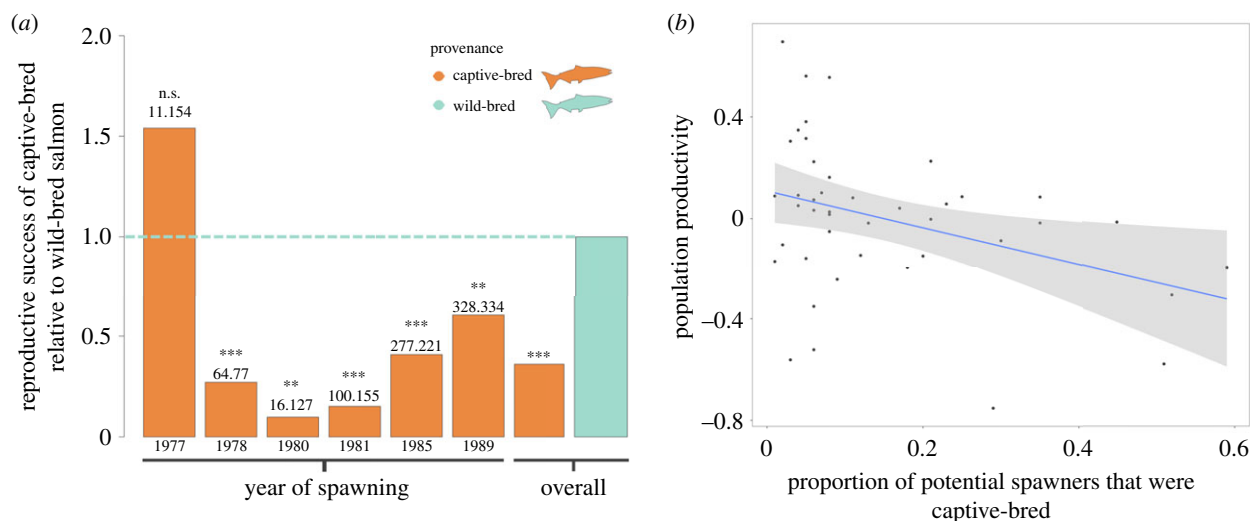 (a)
reproductive success of captive-bred
relative to wild-bred salmon
2.0
1.5
1.0
0.5
0
provenance
captive-bred
wild-bred
n.s.
11.154
***
64.77
**
16.127
***
100.155
***
277.221
**
328.334
***
1977
1978
1980
1981
1985
1989
year of spawning
overall
(b)
population productivity
0.4
0
–0.4
–0.8
0
0.2
0.4
0.6
proportion of potential spawners that were
captive-bred